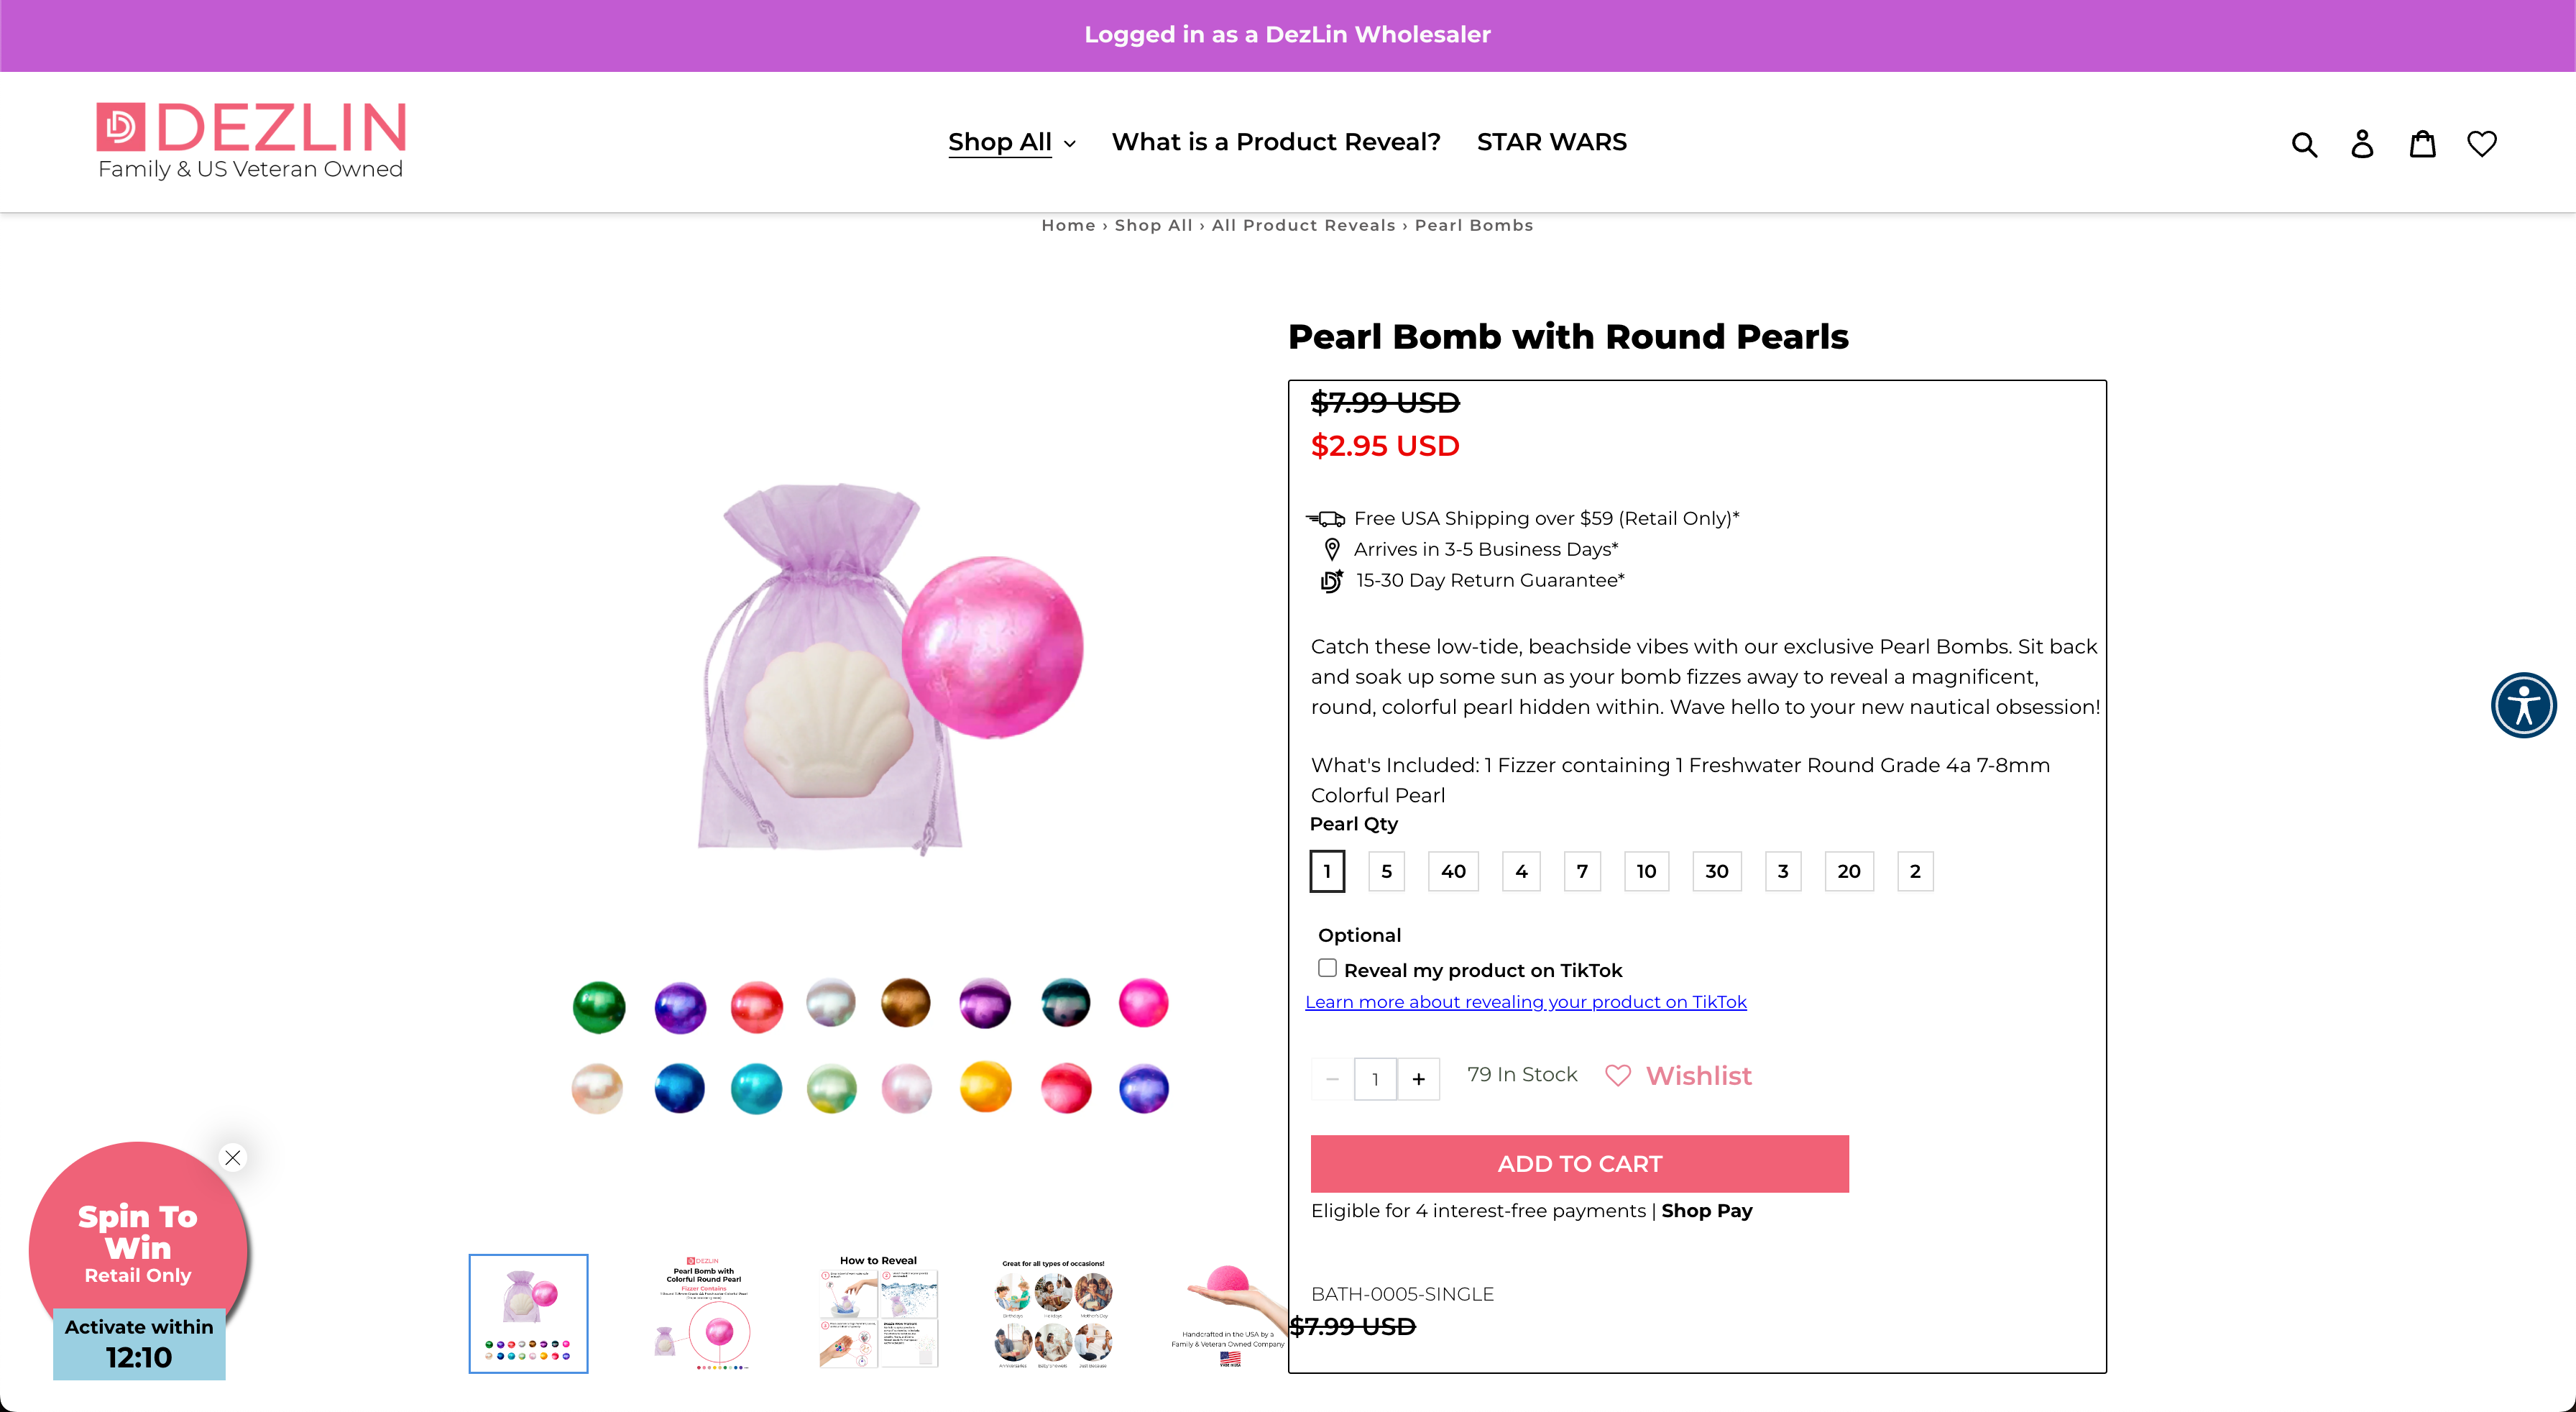 Logged in as a DezLin Wholesaler
DEZLIN
Family & US Veteran Owned
Shop All
What is a Product Reveal?
STAR WARS
Home › Shop All › All Product Reveals › Pearl Bombs
Pearl Bomb with Round Pearls
$7.99 USD
$2.95 USD
Free USA Shipping over $59 (Retail Only)*
Arrives in 3-5 Business Days*
15-30 Day Return Guarantee*
Catch these low-tide, beachside vibes with our exclusive Pearl Bombs. Sit back
and soak up some sun as your bomb fizzes away to reveal a magnificent,
round, colorful pearl hidden within. Wave hello to your new nautical obsession!
What's Included: 1 Fizzer containing 1 Freshwater Round Grade 4a 7-8mm
Colorful Pearl
Pearl Qty
1 5 40 4 7 10 30 3 20 2
Optional
Reveal my product on TikTok
Learn more about revealing your product on TikTok
1
79 In Stock
Wishlist
ADD TO CART
Eligible for 4 interest-free payments | Shop Pay
BATH-0005-SINGLE
$7.99 USD
Spin To
Win
Retail Only
Activate within
12:10
DEZLIN
Pearl Bomb with
Colorful Round Pearl
Fizzer Contains
How to Reveal
Great for all types of occasions!
Birthdays
Holidays
Mother's Day
Anniversaries
Baby Showers
Just Because
Handcrafted in the USA by a
Family & Veteran Owned Company